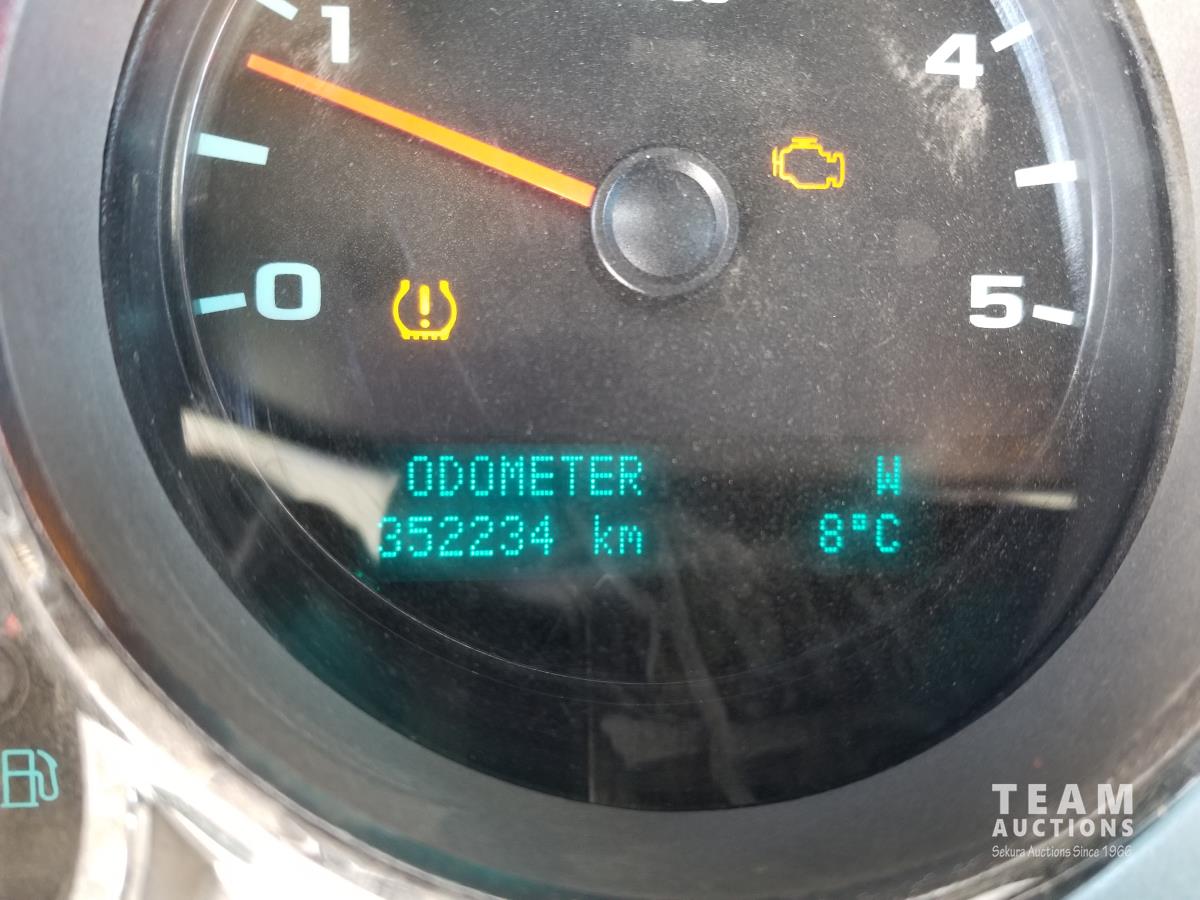 1
4
0
5
ODOMETER W
352234 km 8°C
TEAM
AUCTIONS
Sekura Auctions Since 1966